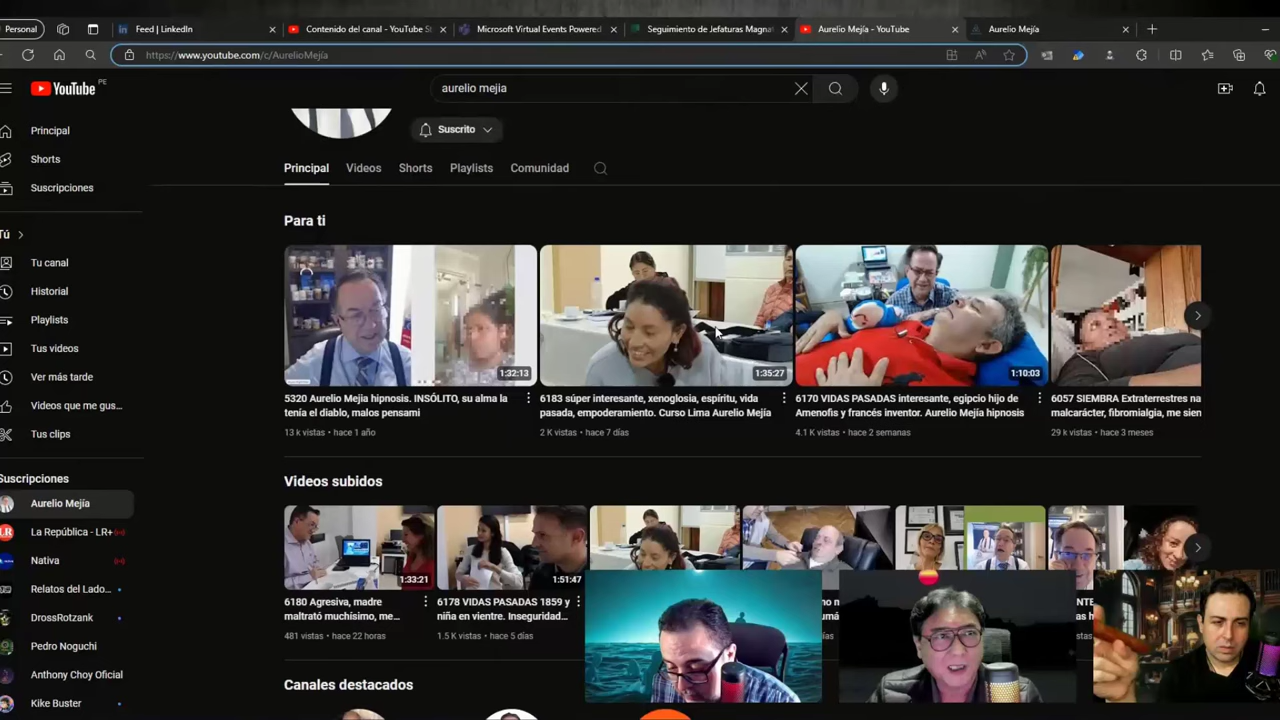 Personal
Feed | LinkedIn
Contenido del canal - YouTube S
Microsoft Virtual Events Powered
Seguimiento de Jefaturas Magna
Aurelio Mejía - YouTube
Aurelio Mejía
https://www.youtube.com/c/AurelioMejía
YouTube PE
aurelio mejia
Suscrito
Principal
Shorts
Suscripciones
Tú
Tu canal
Historial
Playlists
Tus videos
Ver más tarde
Videos que me gus...
Tus clips
Suscripciones
Aurelio Mejía
La República - LR+
Nativa
Relatos del Lado...
DrossRotzank
Pedro Noguchi
Anthony Choy Oficial
Kike Buster
Principal
Videos
Shorts
Playlists
Comunidad
Para ti
1:32:13
1:35:27
1:10:03
5320 Aurelio Mejia hipnosis. INSÓLITO, su alma la
tenía el diablo, malos pensami
13 k vistas • hace 1 año
6183 súper interesante, xenoglosia, espíritu, vida
pasada, empoderamiento. Curso Lima Aurelio Mejía
2 K vistas • hace 7 días
6170 VIDAS PASADAS interesante, egipcio hijo de
Amenofis y francés inventor. Aurelio Mejía hipnosis
4.1 K vistas • hace 2 semanas
6057 SIEMBRA Extraterrestres na
malcarácter, fibromialgia, me sien
29 k vistas • hace 3 meses
Videos subidos
1:33:21
1:51:47
6180 Agresiva, madre
maltrató muchísimo, me...
481 vistas • hace 22 horas
6178 VIDAS PASADAS 1859 y
niña en vientre. Inseguridad...
1.5 K vistas • hace 5 días
Canales destacados